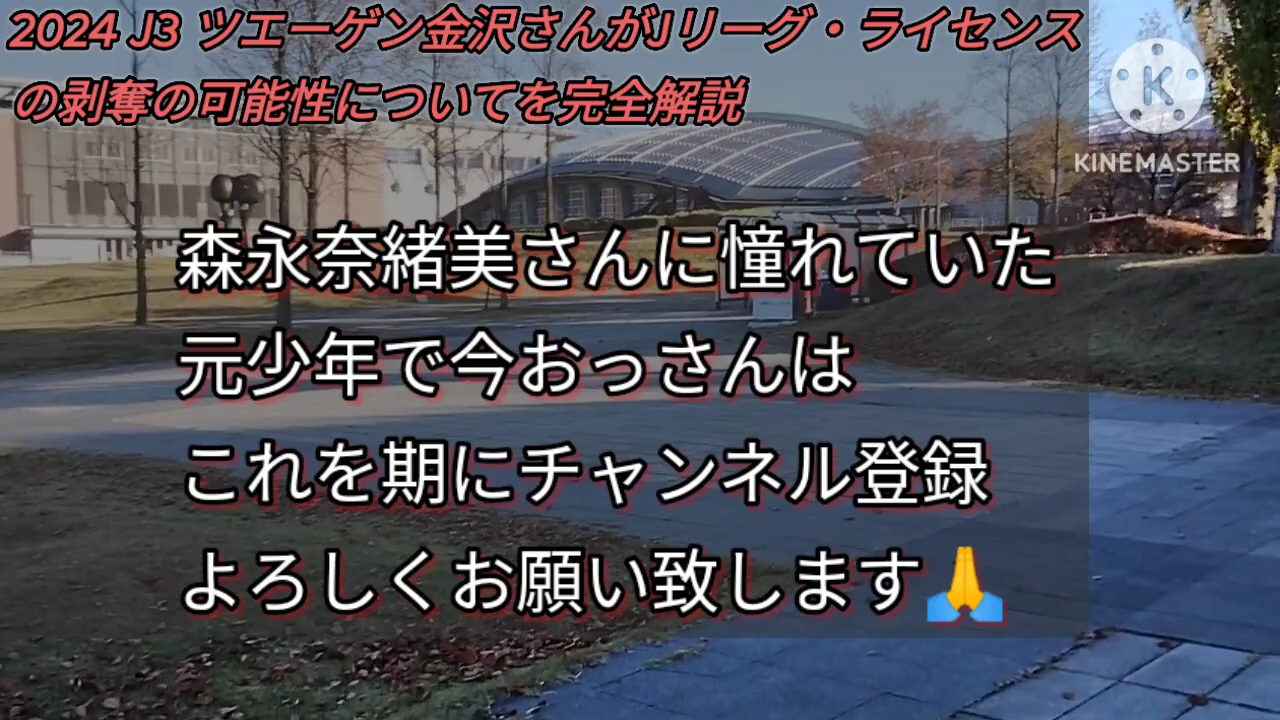 2024 J3 ツエーゲン金沢さんがJリーグ・ライセンス
の剥奪の可能性についてを完全解説
K
KINEMASTER
森永奈緒美さんに憧れていた
元少年で今おっさんは
これを期にチャンネル登録
よろしくお願い致します🙏